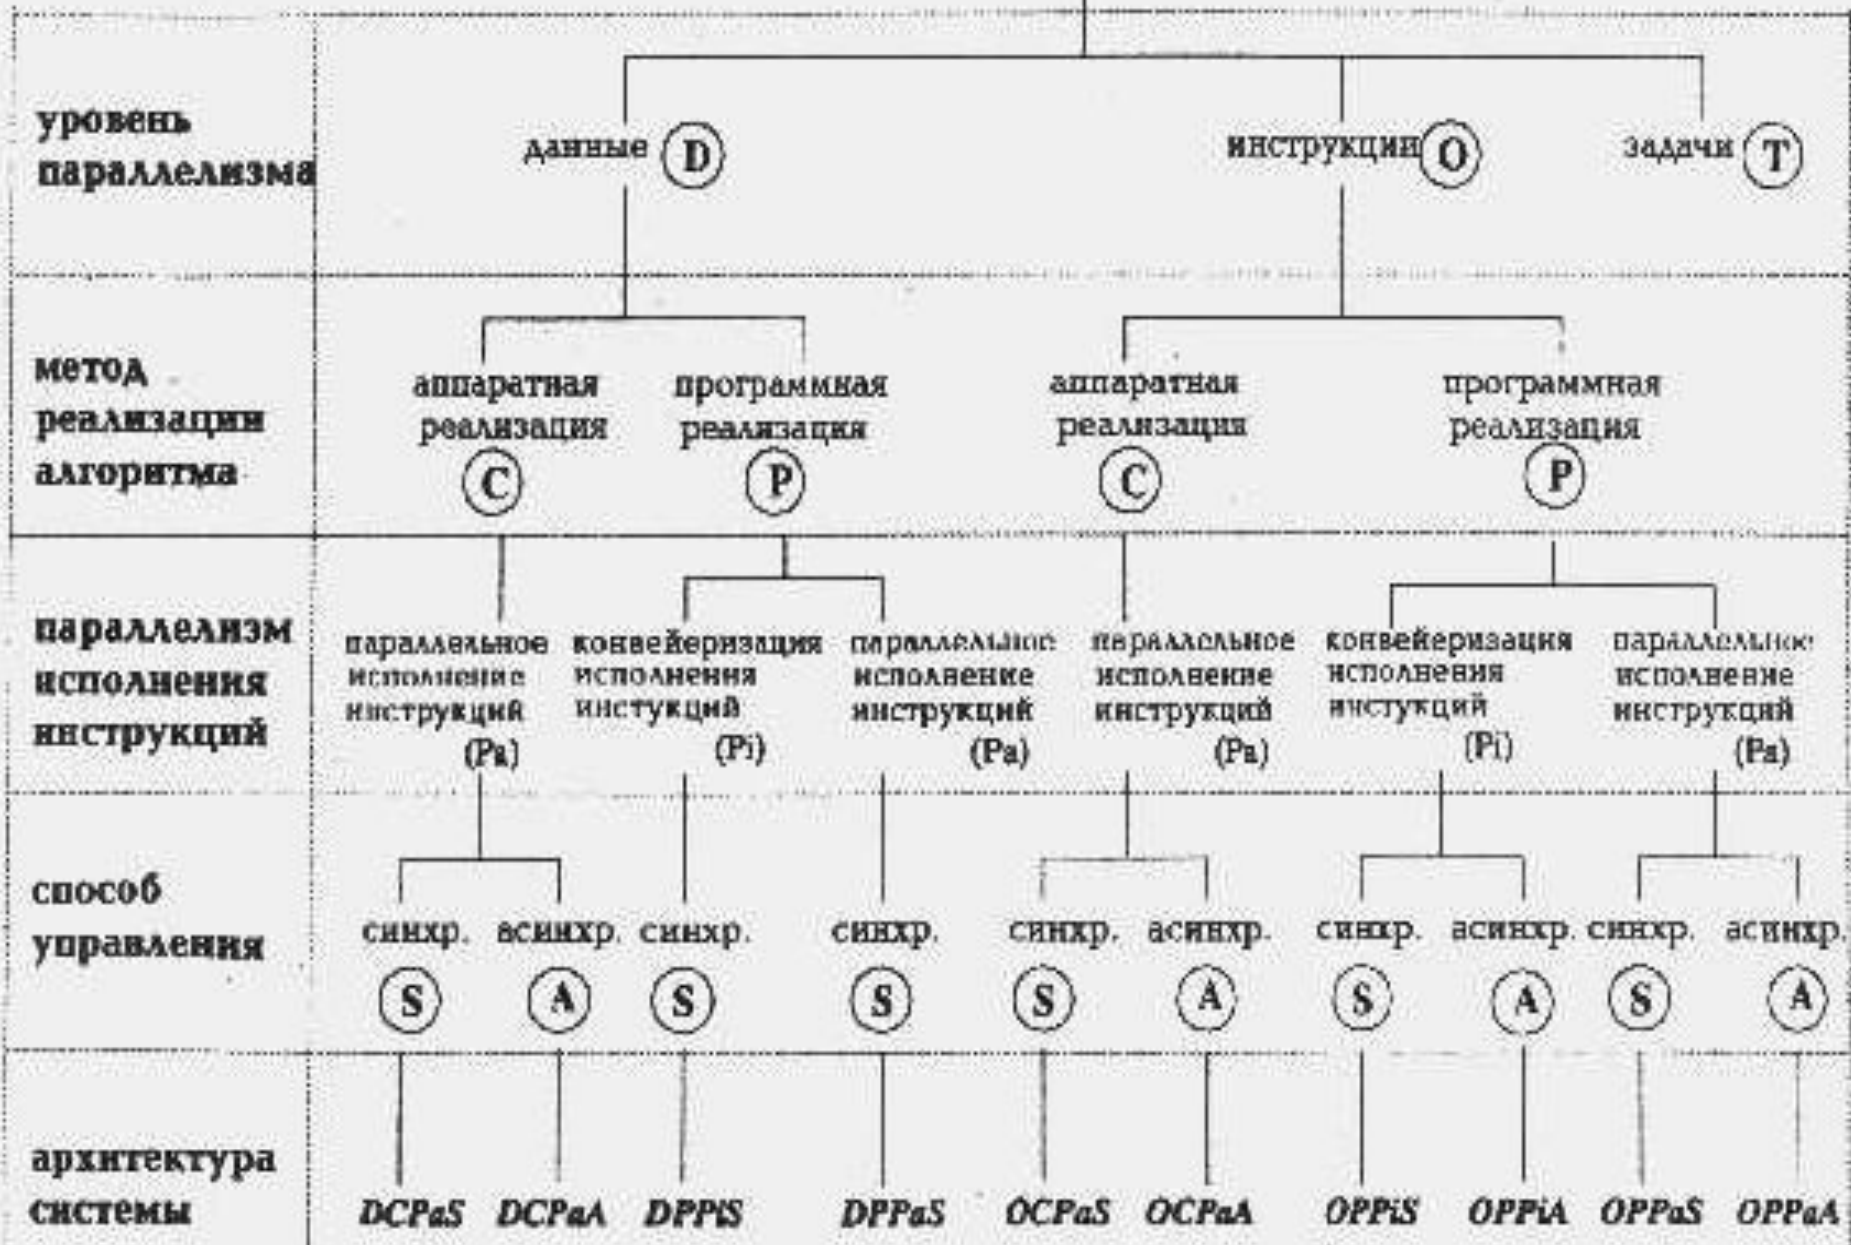 уровень
параллелизма
данные D
инструкции O
задачи T
метод
реализации
алгоритма
аппаратная
реализация
C
программная
реализация
P
аппаратная
реализация
C
программная
реализация
P
параллелизм
исполнения
инструкций
параллельное
исполнение
инструкций
(Pa)
конвейеризация
исполнения
инстукций
(Pi)
параллельное
исполнение
инструкций
(Pa)
параллельное
исполнение
инструкций
(Pa)
конвейеризация
исполнения
инстукций
(Pi)
параллельное
исполнение
инструкций
(Pa)
способ
управления
синхр. асинхр. синхр. синхр. синхр. асинхр. синхр. асинхр. синхр. асинхр.
S A S S S A S A S A
архитектура
системы
DCPaS DCPaA DPPiS DPPaS OCPaS OCPaA OPPiS OPPiA OPPaS OPPaA